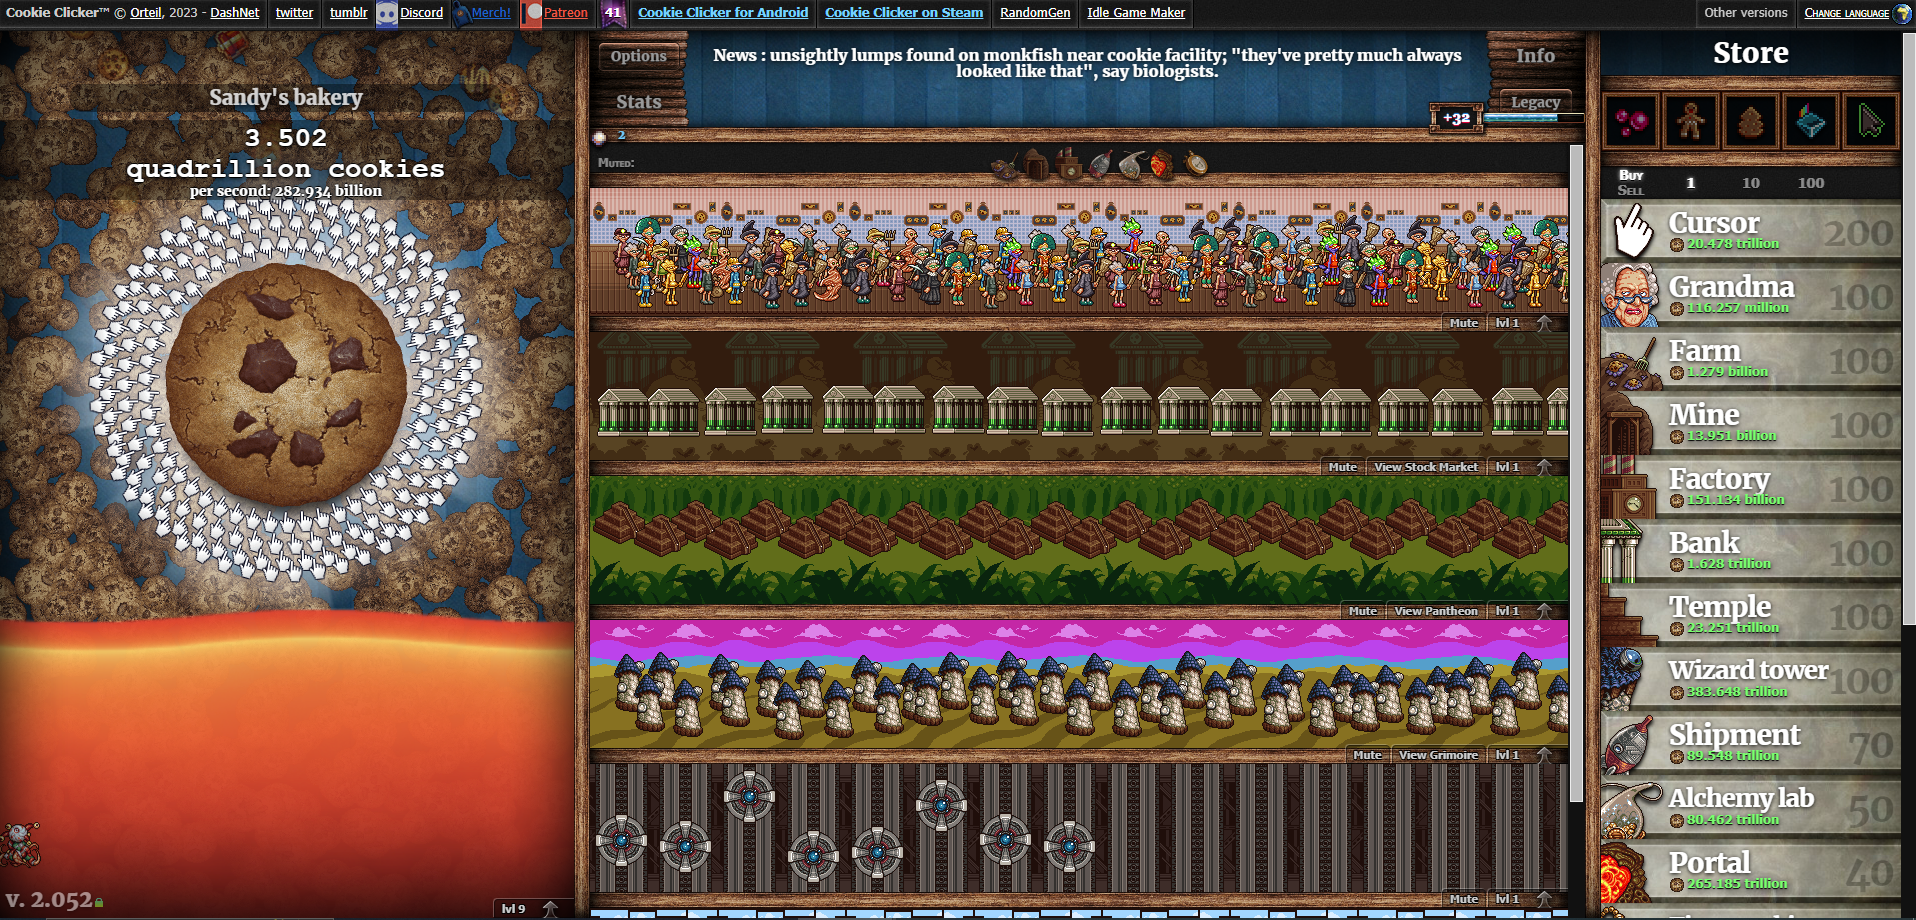 Cookie Clicker™ © Orteil, 2023 - DashNet
twitter
tumblr
Discord
Merch!
Patreon
41
Cookie Clicker for Android
Cookie Clicker on Steam
RandomGen
Idle Game Maker
Other versions
Change language
Sandy's bakery
3.502
quadrillion cookies
per second: 282.934 billion
v. 2.052
lvl 9
Options
Stats
News : unsightly lumps found on monkfish near cookie facility; "they've pretty much always
looked like that", say biologists.
Info
Legacy
+32
2
Muted:
Mute
lvl 1
Mute
View Stock Market
lvl 1
Mute
View Pantheon
lvl 1
Mute
View Grimoire
lvl 1
Mute
lvl 1
Store
Buy
Sell
1
10
100
Cursor
20.478 trillion
200
Grandma
116.257 million
100
Farm
1.279 billion
100
Mine
13.951 billion
100
Factory
151.134 billion
100
Bank
1.628 trillion
100
Temple
23.251 trillion
100
Wizard tower
383.648 trillion
100
Shipment
89.548 trillion
70
Alchemy lab
80.462 trillion
50
Portal
265.185 trillion
40